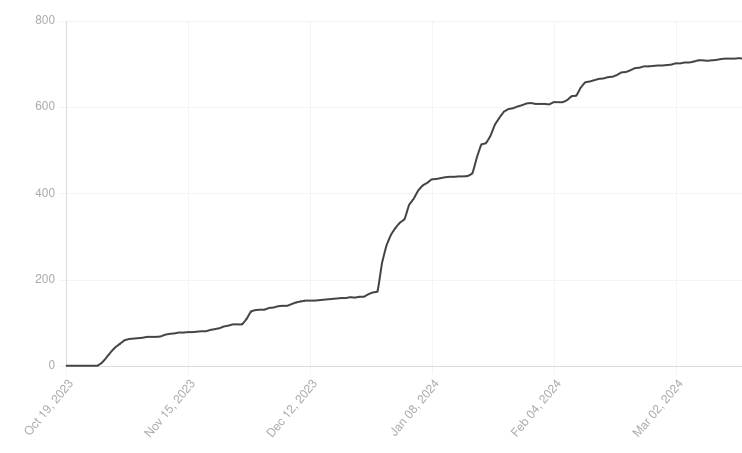 800
600
400
200
0
Oct 19, 2023
Nov 15, 2023
Dec 12, 2023
Jan 08, 2024
Feb 04, 2024
Mar 02, 2024